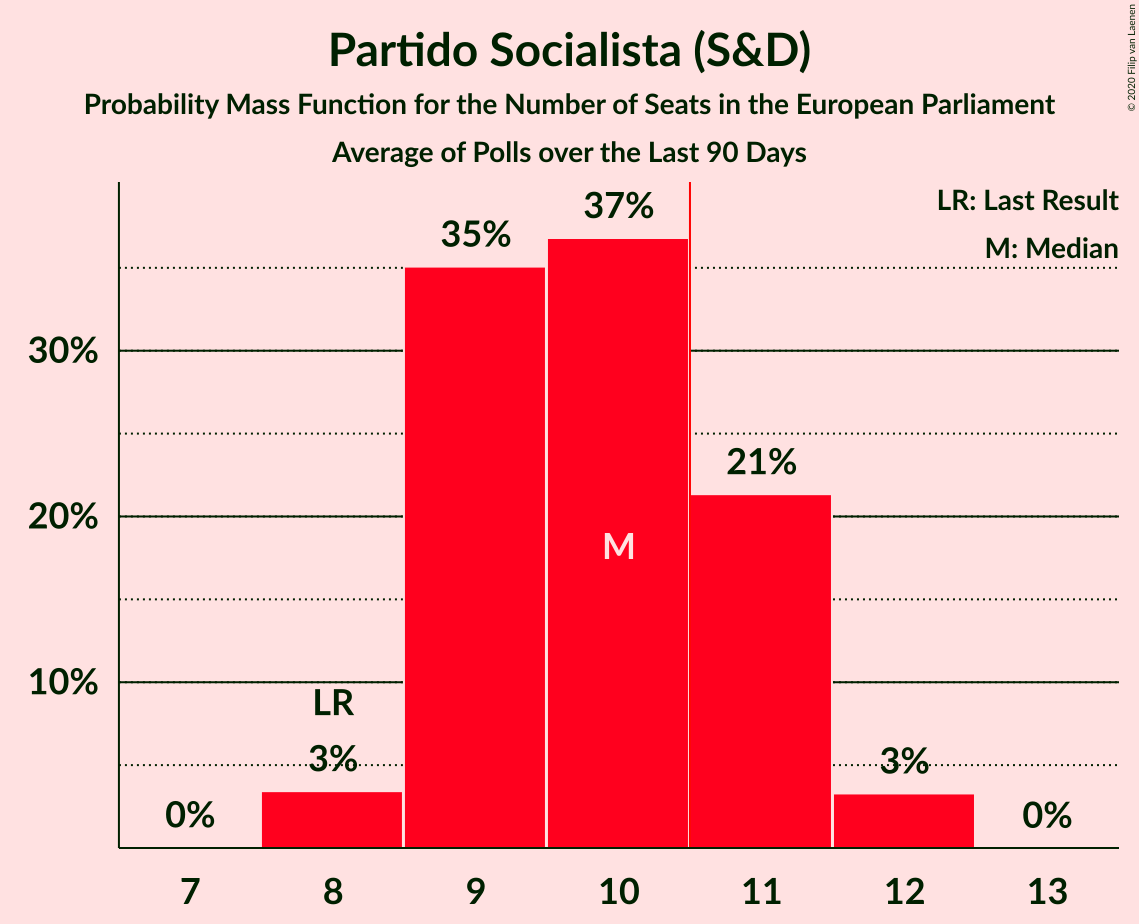 Partido Socialista (S&D)
Probability Mass Function for the Number of Seats in the European Parliament
Average of Polls over the Last 90 Days
© 2020 Filip van Laenen
LR: Last Result
M: Median
37%
35%
30%
21%
20%
M
10%
LR
3%
3%
0%
0%
7 8 9 10 11 12 13